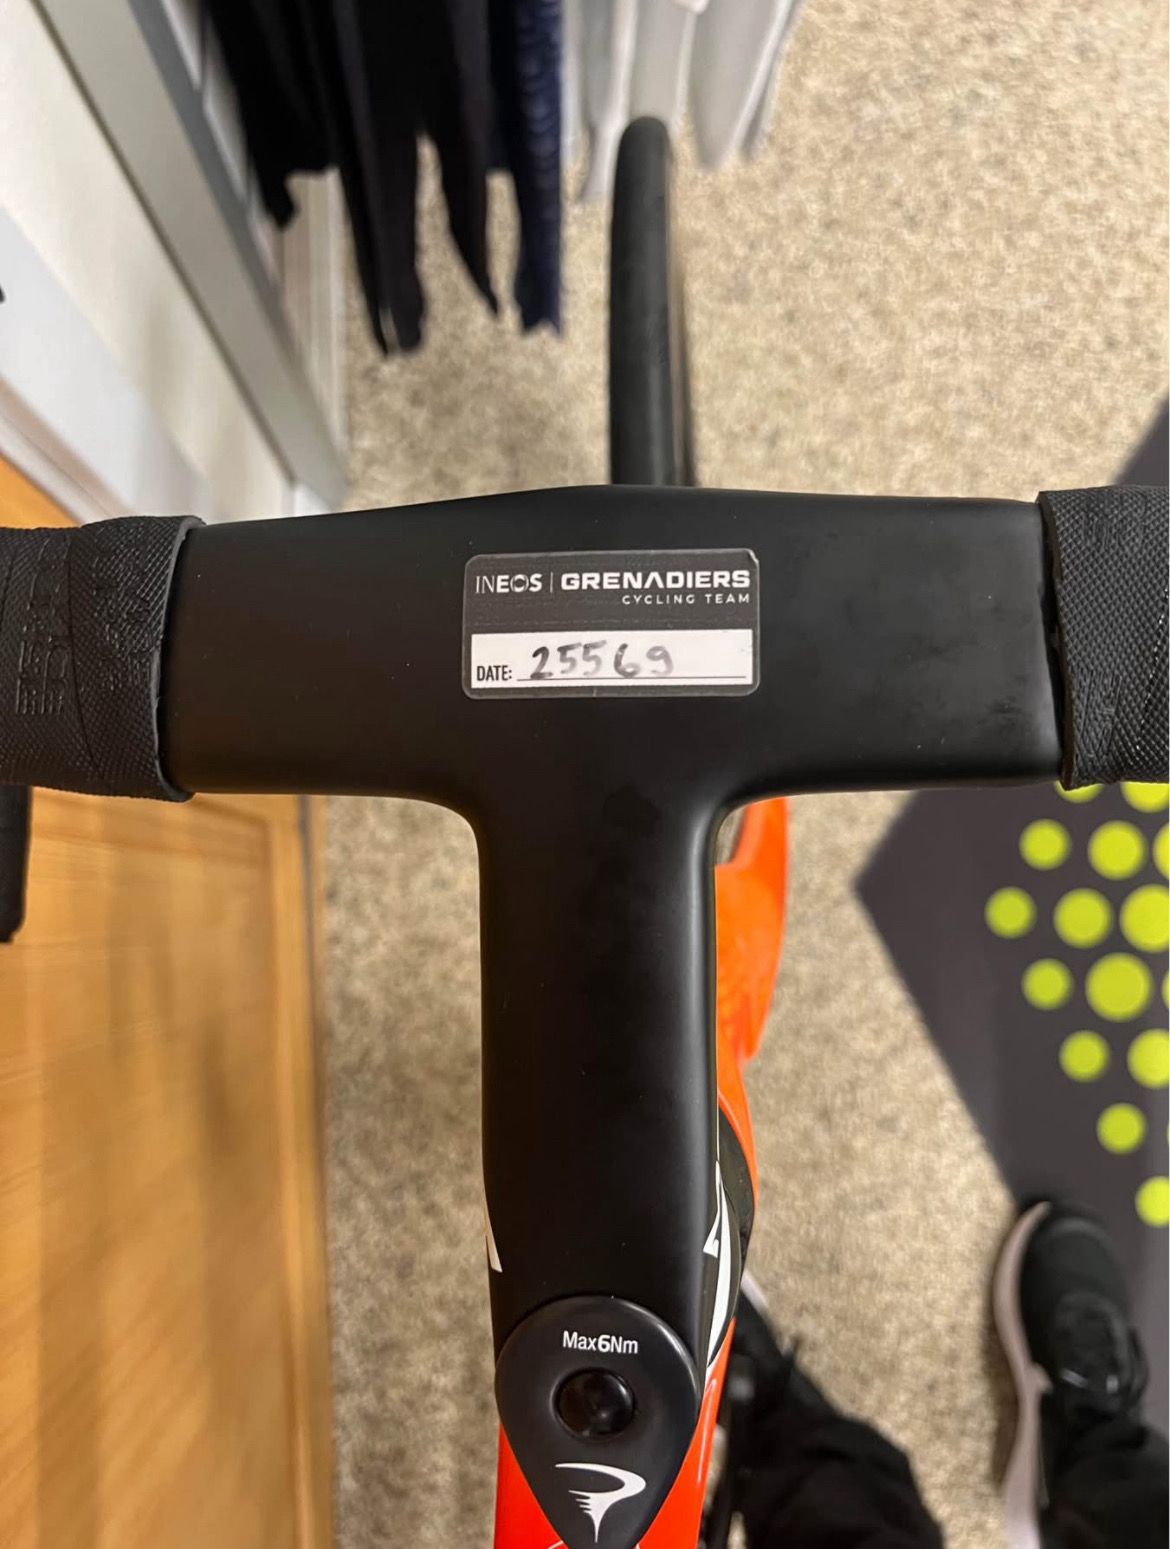 INEOS | GRENADIERS
CYCLING TEAM
DATE: 25569
Max6Nm